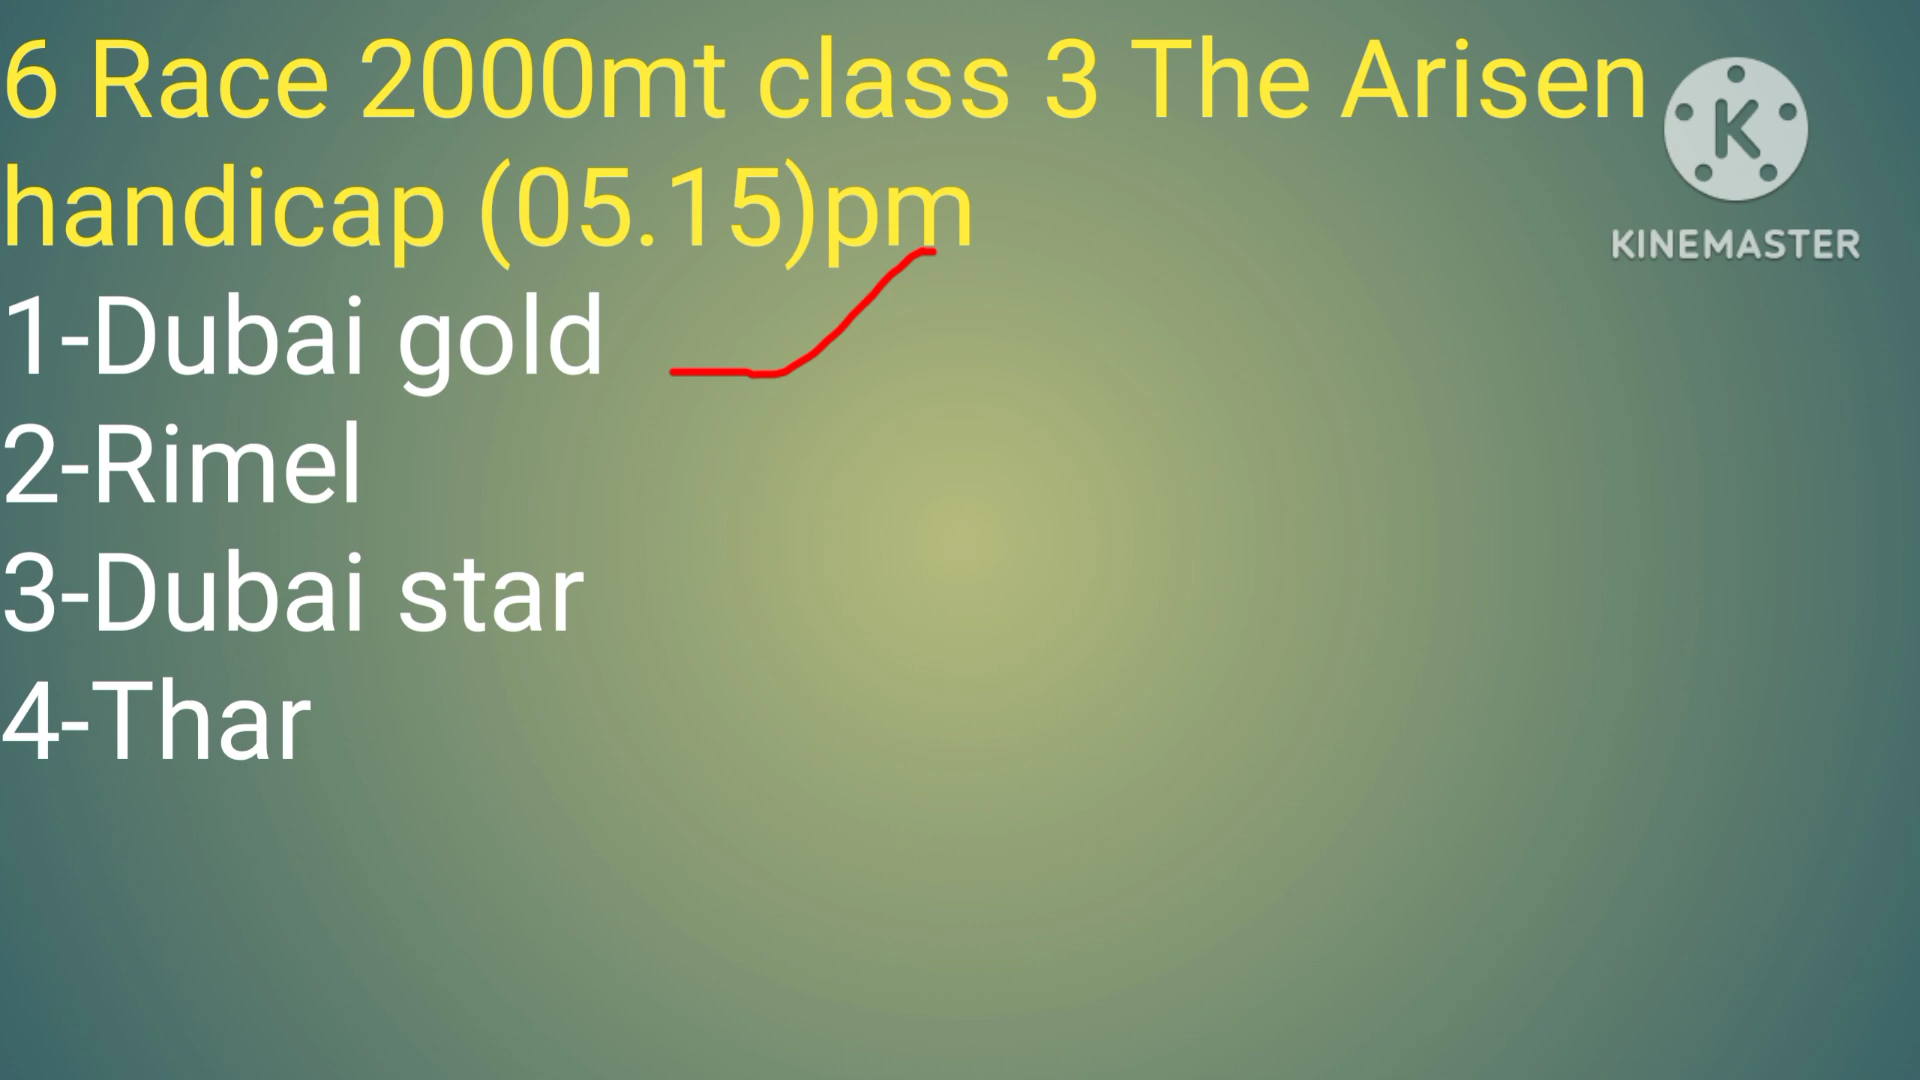 6 Race 2000mt class 3 The Arisen
handicap (05.15)pm
K
KINEMASTER
1-Dubai gold
2-Rimel
3-Dubai star
4-Thar